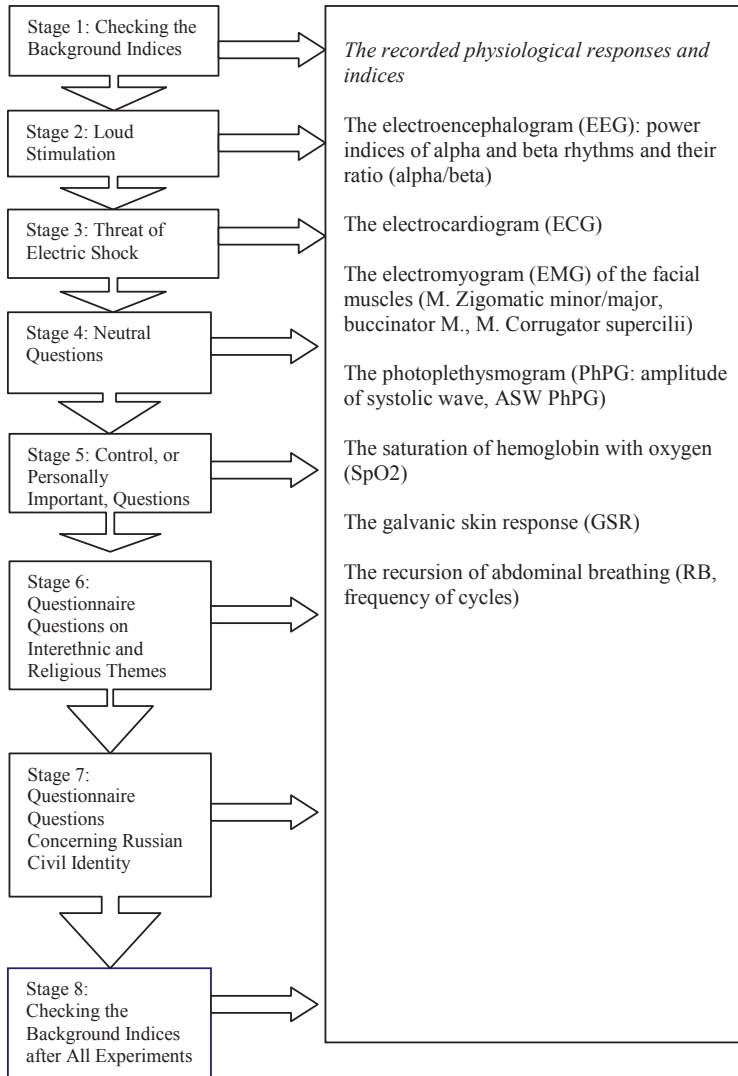 Stage 1: Checking the
Background Indices
Stage 2: Loud
Stimulation
Stage 3: Threat of
Electric Shock
Stage 4: Neutral
Questions
Stage 5: Control, or
Personally
Important, Questions
Stage 6:
Questionnaire
Questions on
Interethnic and
Religious Themes
Stage 7:
Questionnaire
Questions
Concerning Russian
Civil Identity
Stage 8:
Checking the
Background Indices
after All Experiments
The recorded physiological responses and
indices
The electroencephalogram (EEG): power
indices of alpha and beta rhythms and their
ratio (alpha/beta)
The electrocardiogram (ECG)
The electromyogram (EMG) of the facial
muscles (M. Zigomatic minor/major,
buccinator M., M. Corrugator supercilii)
The photoplethysmogram (PhPG: amplitude
of systolic wave, ASW PhPG)
The saturation of hemoglobin with oxygen
(SpO2)
The galvanic skin response (GSR)
The recursion of abdominal breathing (RB,
frequency of cycles)